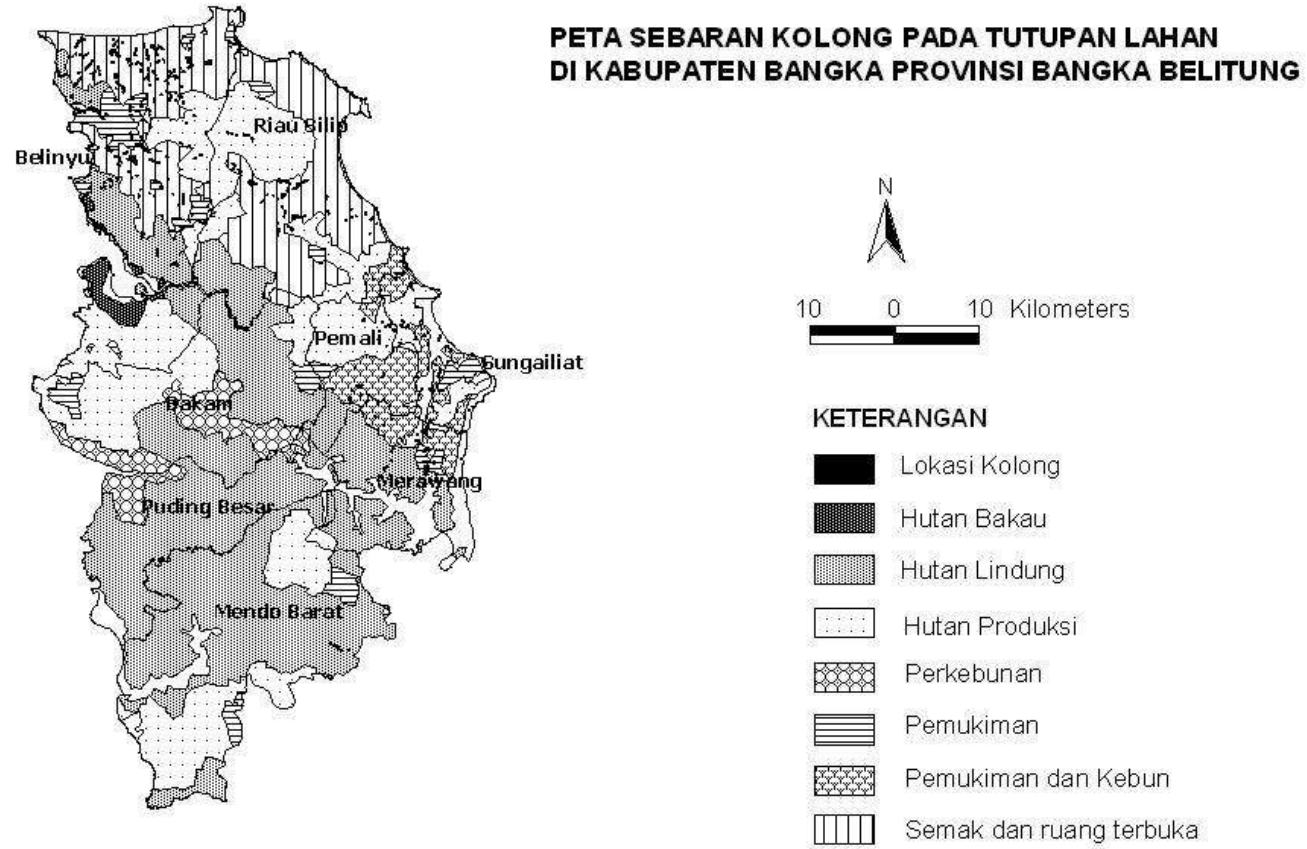 PETA SEBARAN KOLONG PADA TUTUPAN LAHAN
DI KABUPATEN BANGKA PROVINSI BANGKA BELITUNG
Riau Silip
Belinyu
Pemali
Sungailiat
Bakam
Merawang
Puding Besar
Mendo Barat
N
10 0 10 Kilometers
KETERANGAN
Lokasi Kolong
Hutan Bakau
Hutan Lindung
Hutan Produksi
Perkebunan
Pemukiman
Pemukiman dan Kebun
Semak dan ruang terbuka